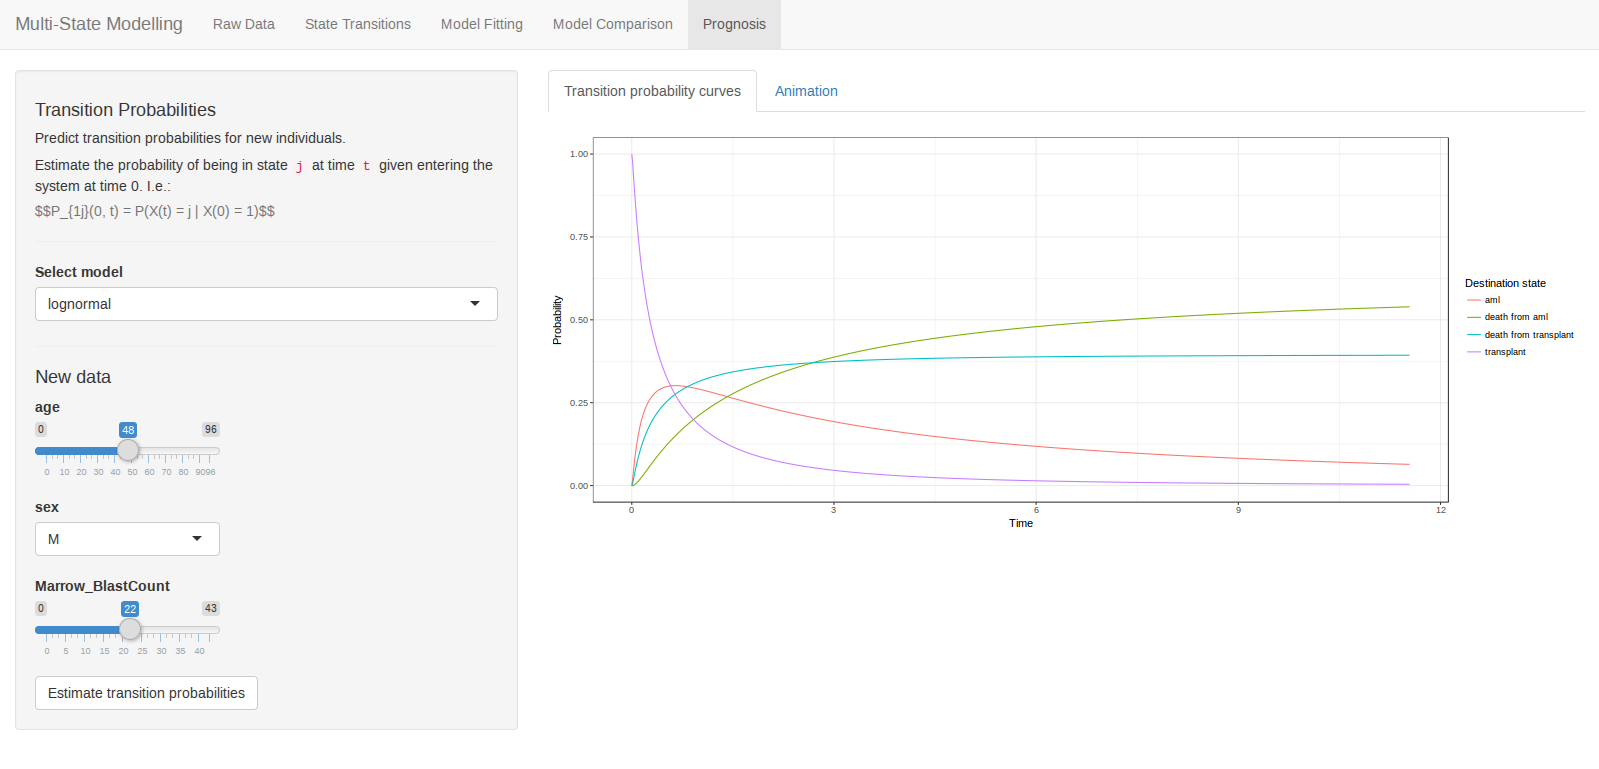 Multi-State Modelling Raw Data State Transitions Model Fitting Model Comparison Prognosis
Transition Probabilities
Predict transition probabilities for new individuals.
Estimate the probability of being in state j at time t given entering the
system at time 0. I.e.:
$$P_{1j}(0, t) = P(X(t) = j | X(0) = 1)$$
Select model
lognormal
New data
age
0 48 96
0 10 20 30 40 50 60 70 80 9096
sex
M
Marrow_BlastCount
0 22 43
0 5 10 15 20 25 30 35 40
Estimate transition probabilities
Transition probability curves Animation
1.00
0.75
0.50
0.25
0.00
Probability
0 3 6 9 12
Time
Destination state
aml
death from aml
death from transplant
transplant